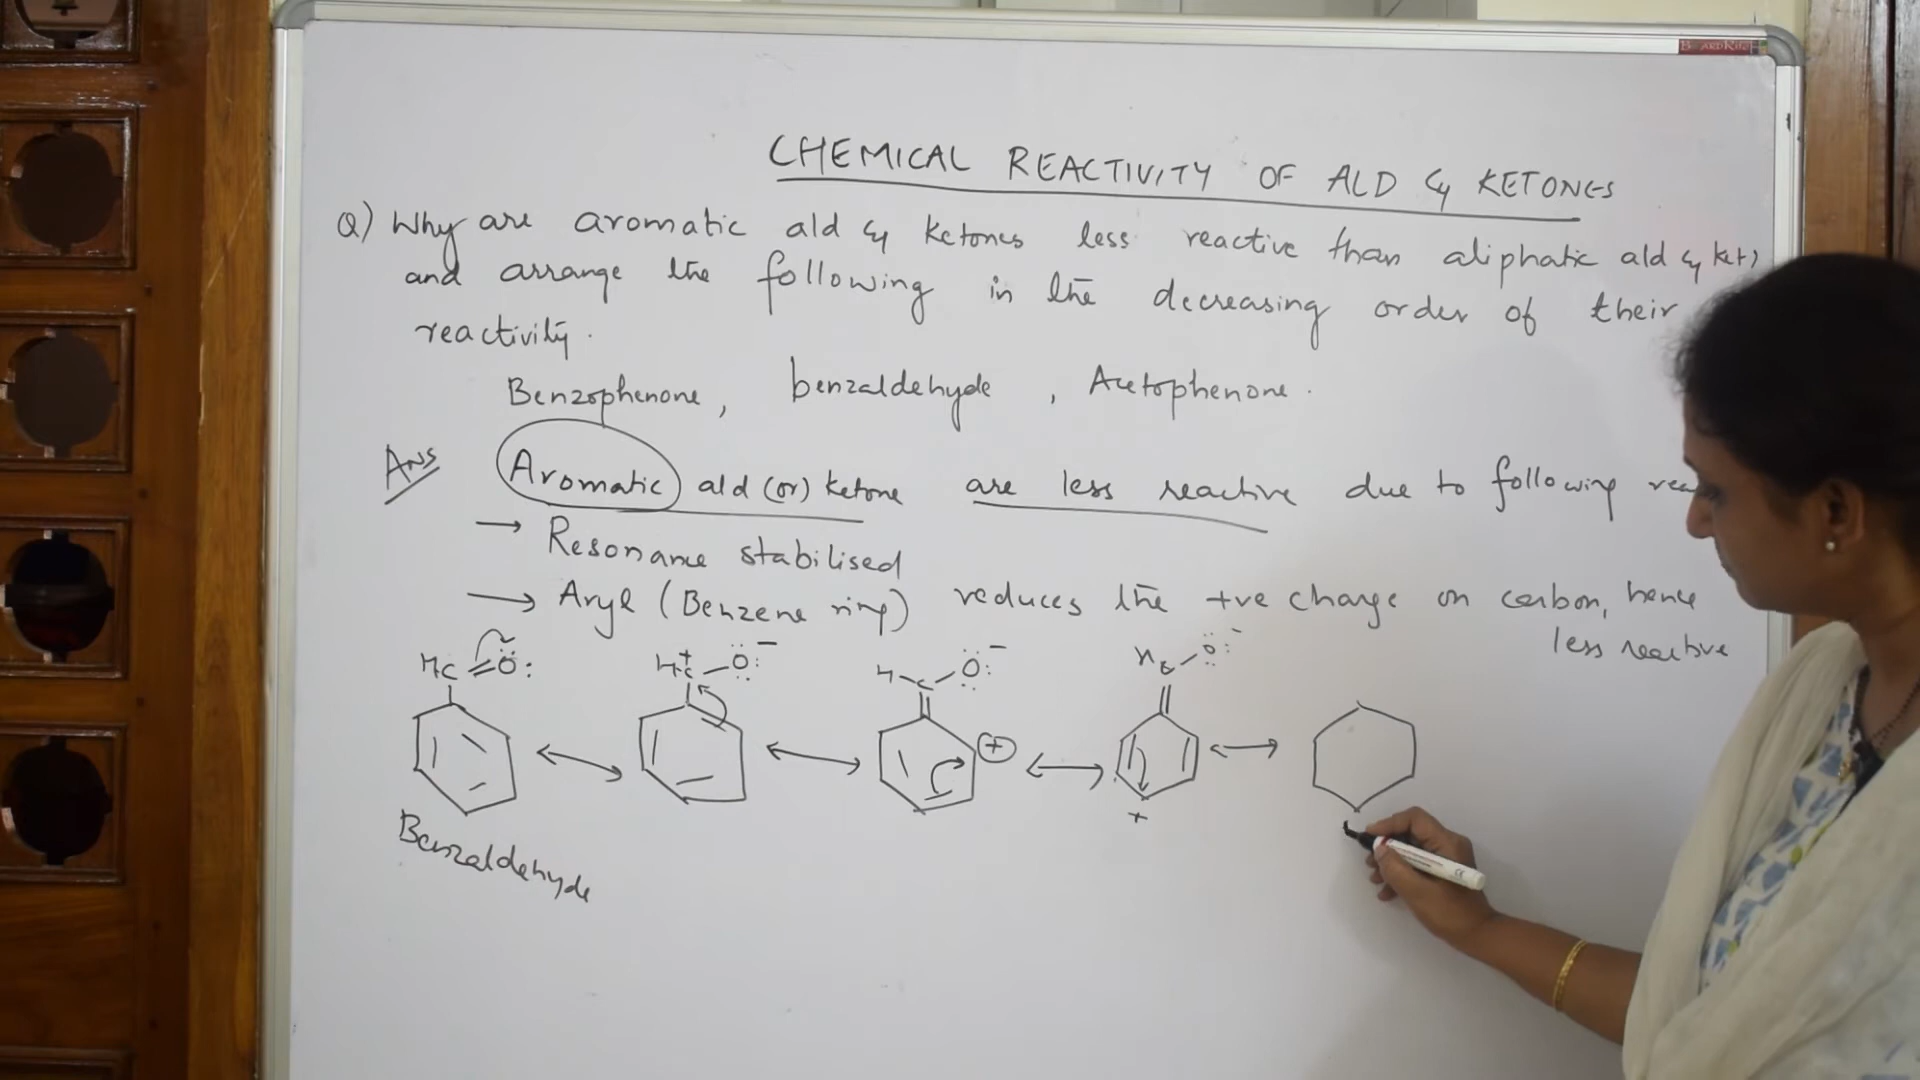 CHEMICAL REACTIVITY OF ALD & KETONES
Q) Why are aromatic ald & ketones less reactive than aliphatic ald & ket)
and arrange the following in the decreasing order of their
reactivity.
Benzophenone, benzaldehyde, Acetophenone.
Ans Aromatic ald (or) ketone are less reactive due to following rea
→ Resonance stabilised
→ Aryl (Benzene ring) reduces the +ve charge on carbon, hence
less reactive
HC=Ö: H-C⁺-Ö:⁻ H-C-Ö:⁻ H C-Ö:⁻
+ +
Benzaldehyde